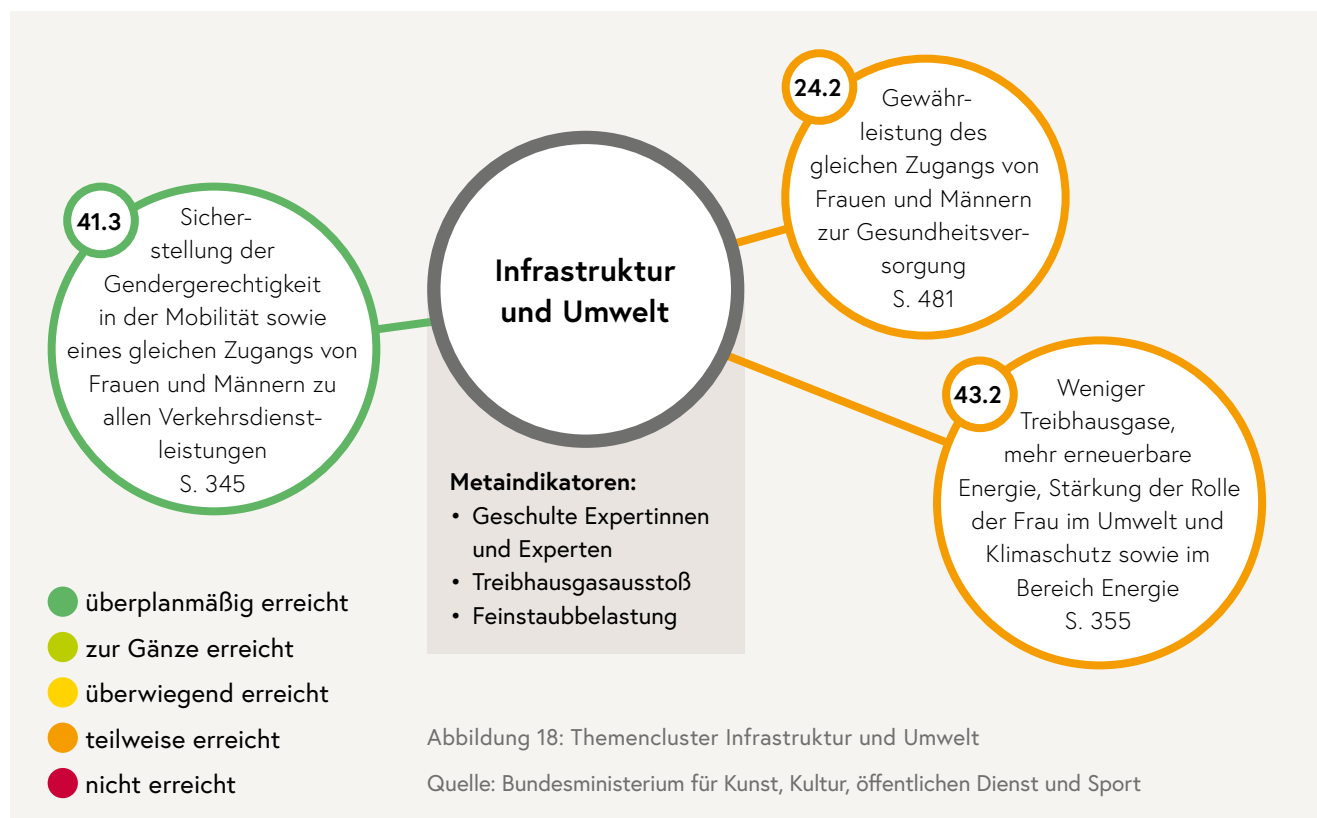 41.3
Sicher-
stellung der
Gendergerechtigkeit
in der Mobilität sowie
eines gleichen Zugangs von
Frauen und Männern zu
allen Verkehrsdienst-
leistungen
S. 345
Infrastruktur
und Umwelt
24.2
Gewähr-
leistung des
gleichen Zugangs von
Frauen und Männern
zur Gesundheitsver-
sorgung
S. 481
43.2
Weniger
Treibhausgase,
mehr erneuerbare
Energie, Stärkung der Rolle
der Frau im Umwelt und
Klimaschutz sowie im
Bereich Energie
S. 355
Metaindikatoren:
• Geschulte Expertinnen
und Experten
• Treibhausgasausstoß
• Feinstaubbelastung
überplanmäßig erreicht
zur Gänze erreicht
überwiegend erreicht
teilweise erreicht
nicht erreicht
Abbildung 18: Themencluster Infrastruktur und Umwelt
Quelle: Bundesministerium für Kunst, Kultur, öffentlichen Dienst und Sport